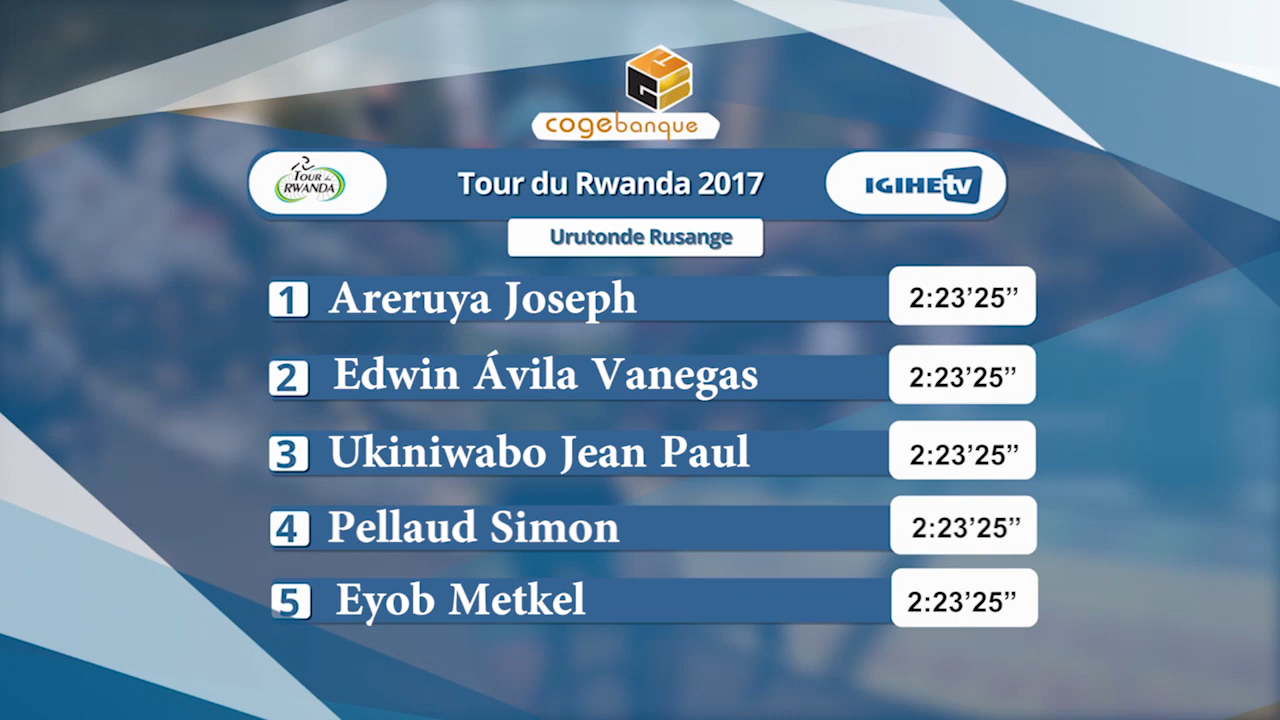 cogebanque
TOUR du RWANDA
Tour du Rwanda 2017
IGIHE tv
Urutonde Rusange
1 Areruya Joseph 2:23’25’’
2 Edwin Ávila Vanegas 2:23’25’’
3 Ukiniwabo Jean Paul 2:23’25’’
4 Pellaud Simon 2:23’25’’
5 Eyob Metkel 2:23’25’’